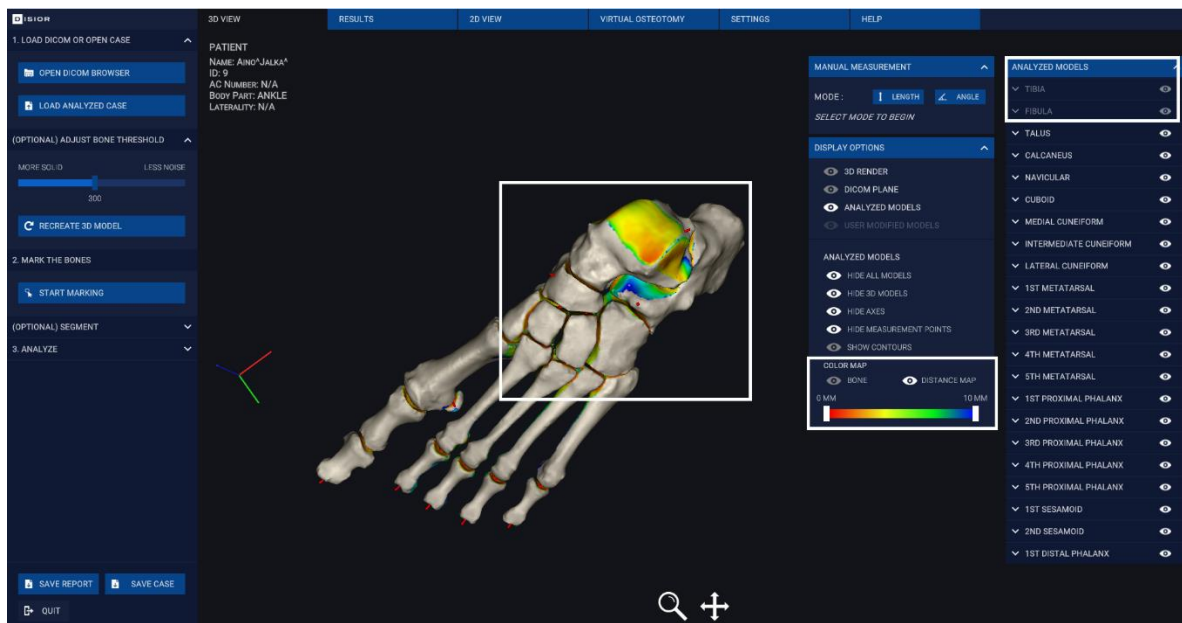 DISIOR
3D VIEW
RESULTS
2D VIEW
VIRTUAL OSTEOTOMY
SETTINGS
HELP
1. LOAD DICOM OR OPEN CASE
OPEN DICOM BROWSER
LOAD ANALYZED CASE
(OPTIONAL) ADJUST BONE THRESHOLD
MORE SOLID
LESS NOISE
300
RECREATE 3D MODEL
2. MARK THE BONES
START MARKING
(OPTIONAL) SEGMENT
3. ANALYZE
SAVE REPORT
SAVE CASE
QUIT
PATIENT
NAME: AINO^JALKA^
ID: 9
AC NUMBER: N/A
BODY PART: ANKLE
LATERALITY: N/A
MANUAL MEASUREMENT
MODE:
LENGTH
ANGLE
SELECT MODE TO BEGIN
DISPLAY OPTIONS
3D RENDER
DICOM PLANE
ANALYZED MODELS
USER MODIFIED MODELS
ANALYZED MODELS
HIDE ALL MODELS
HIDE 3D MODELS
HIDE AXES
HIDE MEASUREMENT POINTS
SHOW CONTOURS
COLOR MAP
BONE
DISTANCE MAP
0 MM
10 MM
ANALYZED MODELS
TIBIA
FIBULA
TALUS
CALCANEUS
NAVICULAR
CUBOID
MEDIAL CUNEIFORM
INTERMEDIATE CUNEIFORM
LATERAL CUNEIFORM
1ST METATARSAL
2ND METATARSAL
3RD METATARSAL
4TH METATARSAL
5TH METATARSAL
1ST PROXIMAL PHALANX
2ND PROXIMAL PHALANX
3RD PROXIMAL PHALANX
4TH PROXIMAL PHALANX
5TH PROXIMAL PHALANX
1ST SESAMOID
2ND SESAMOID
1ST DISTAL PHALANX